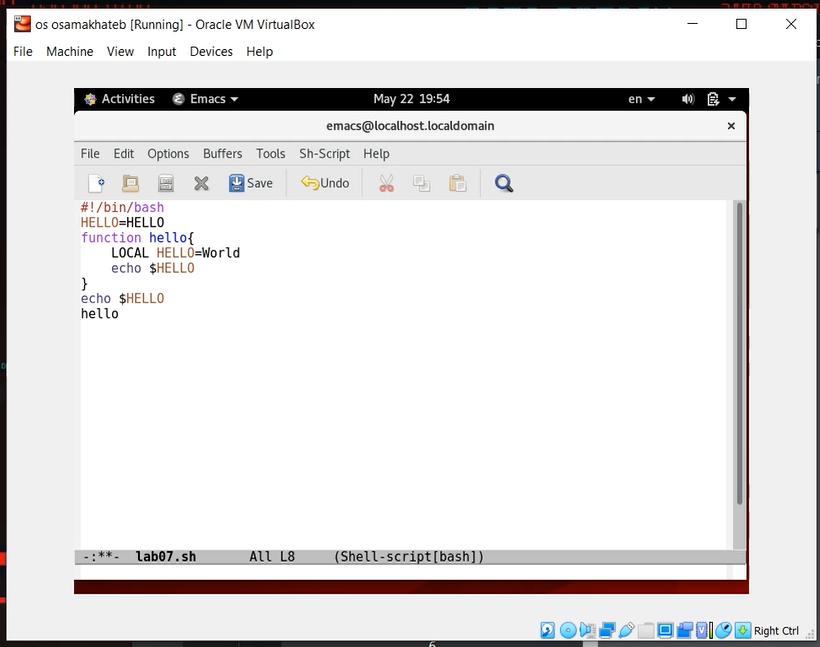 os osamakhateb [Running] - Oracle VM VirtualBox
File Machine View Input Devices Help
Activities Emacs May 22 19:54 en
emacs@localhost.localdomain
File Edit Options Buffers Tools Sh-Script Help
Save Undo
#!/bin/bash
HELLO=HELLO
function hello{
    LOCAL HELLO=World
    echo $HELLO
}
echo $HELLO
hello
-:**- lab07.sh All L8 (Shell-script[bash])
Right Ctrl